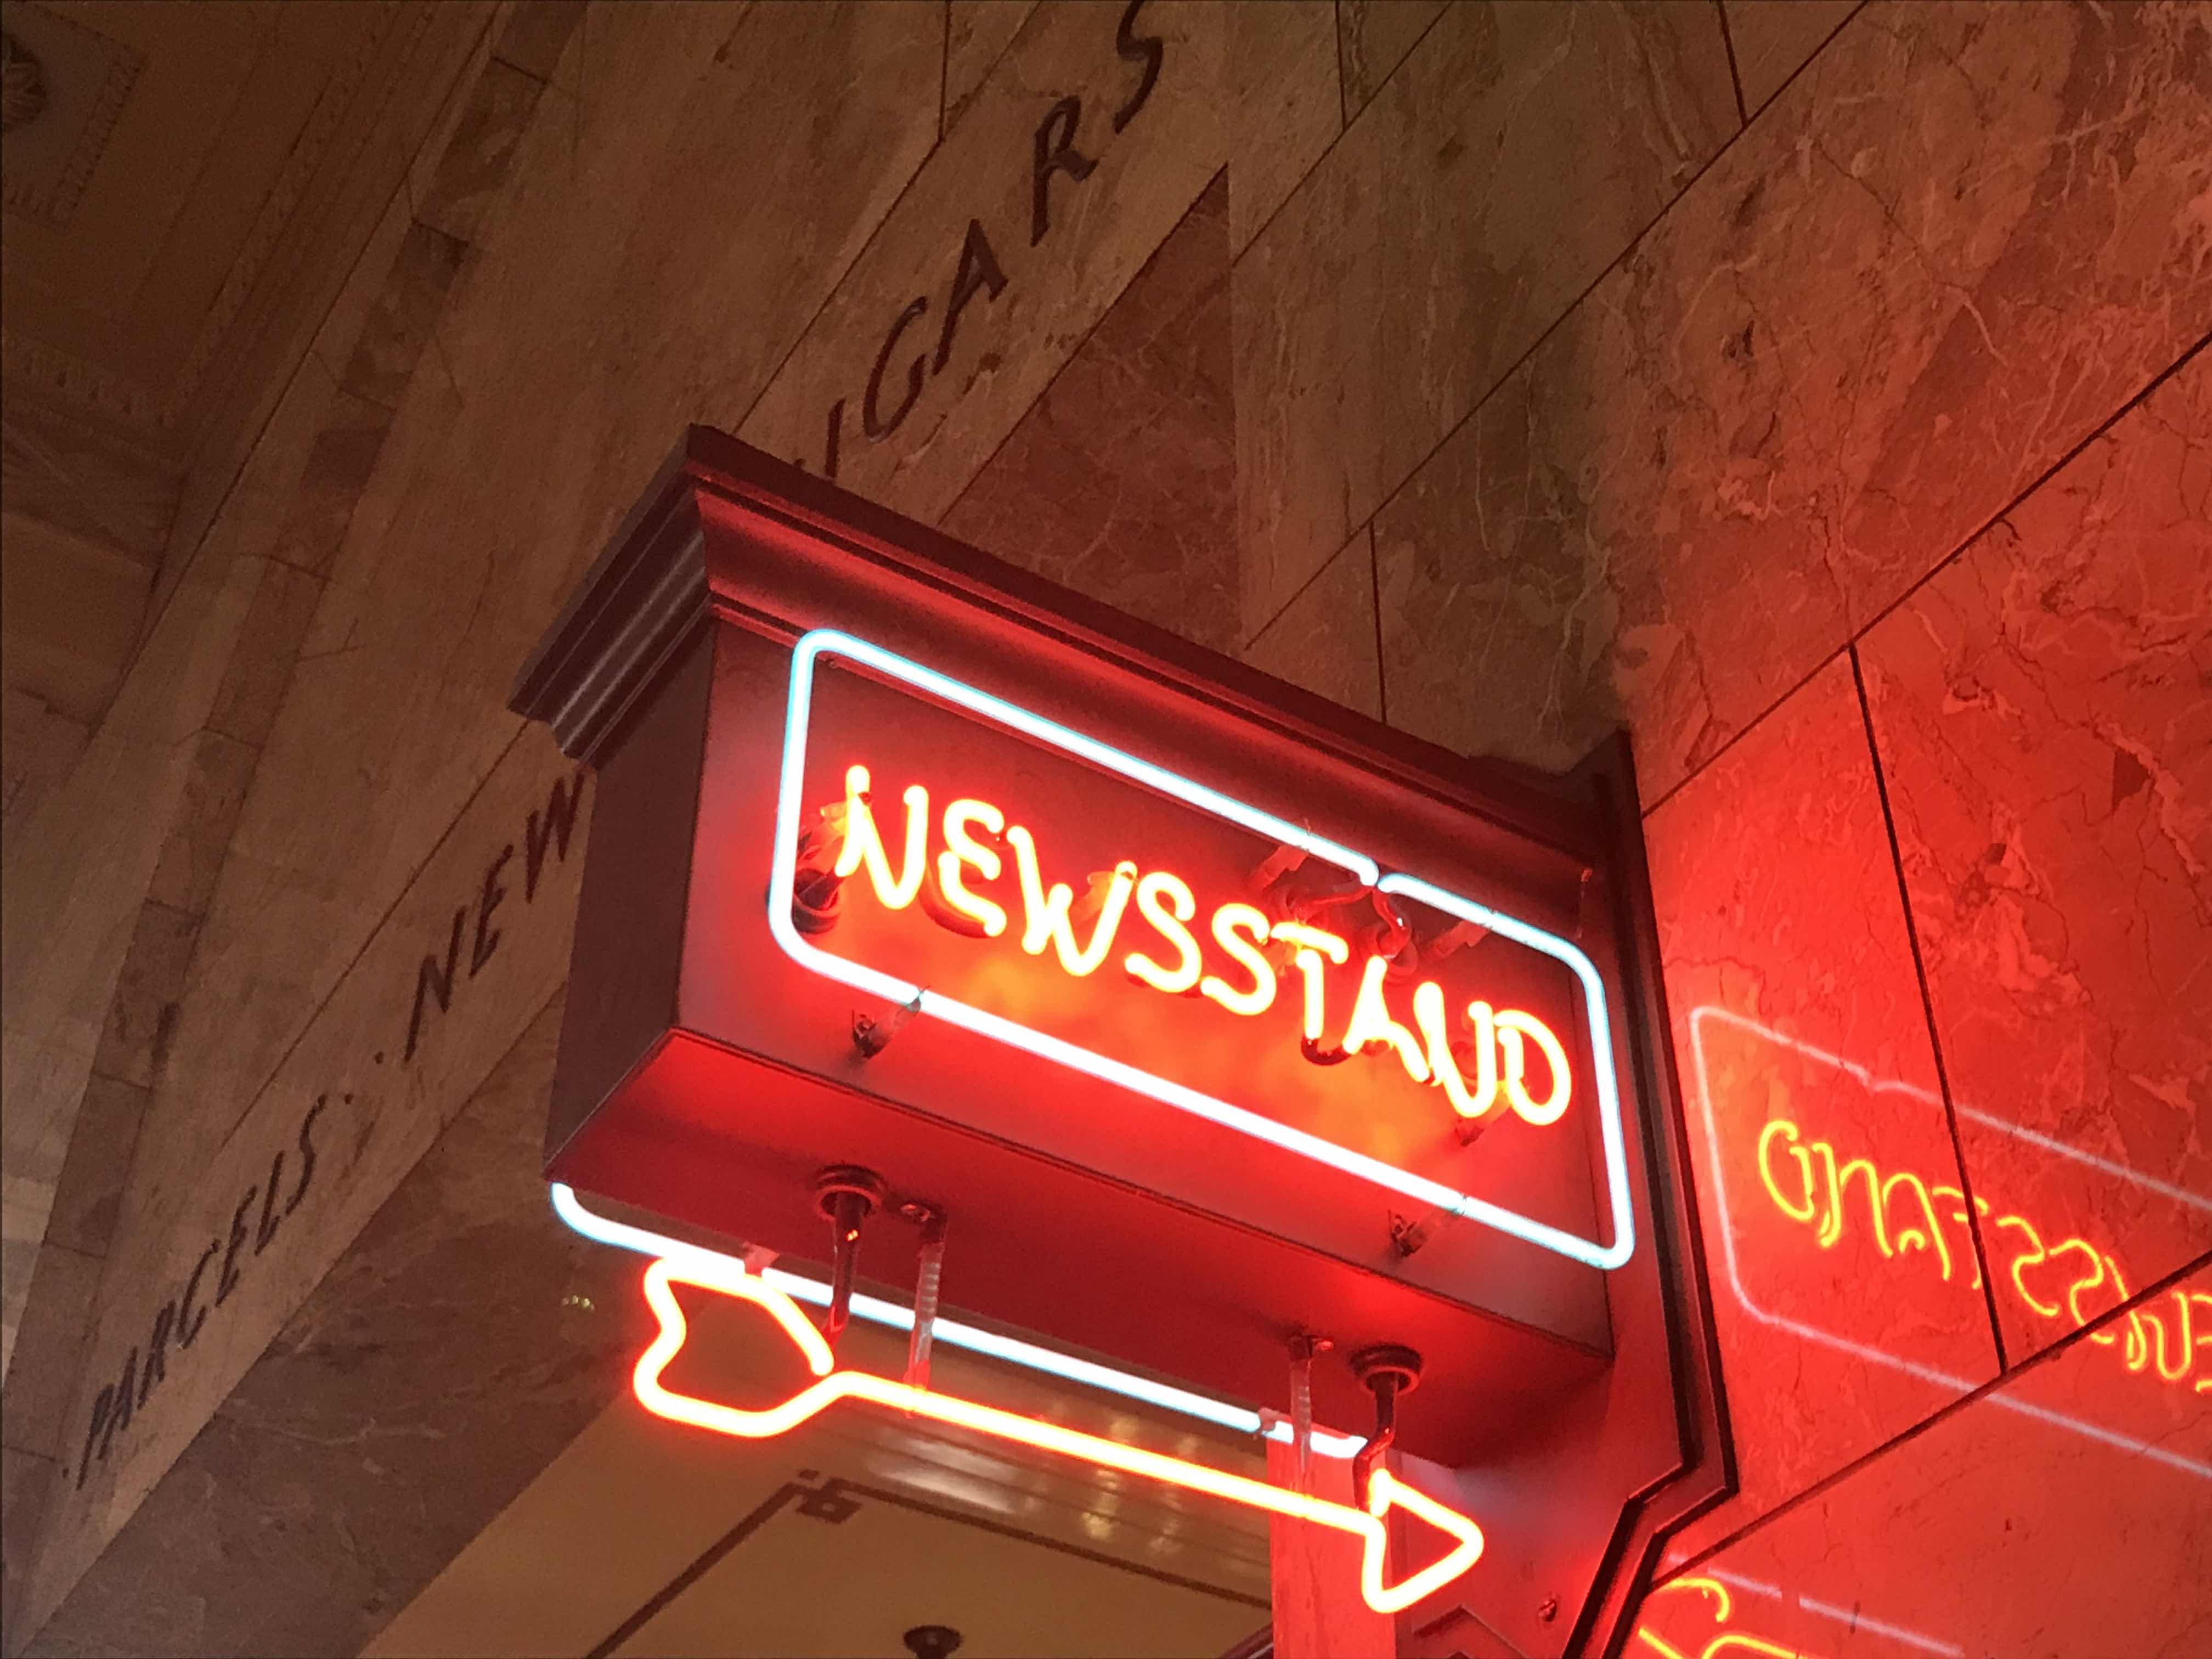 IGARS
PARCELS · NEW
NEWSSTAND